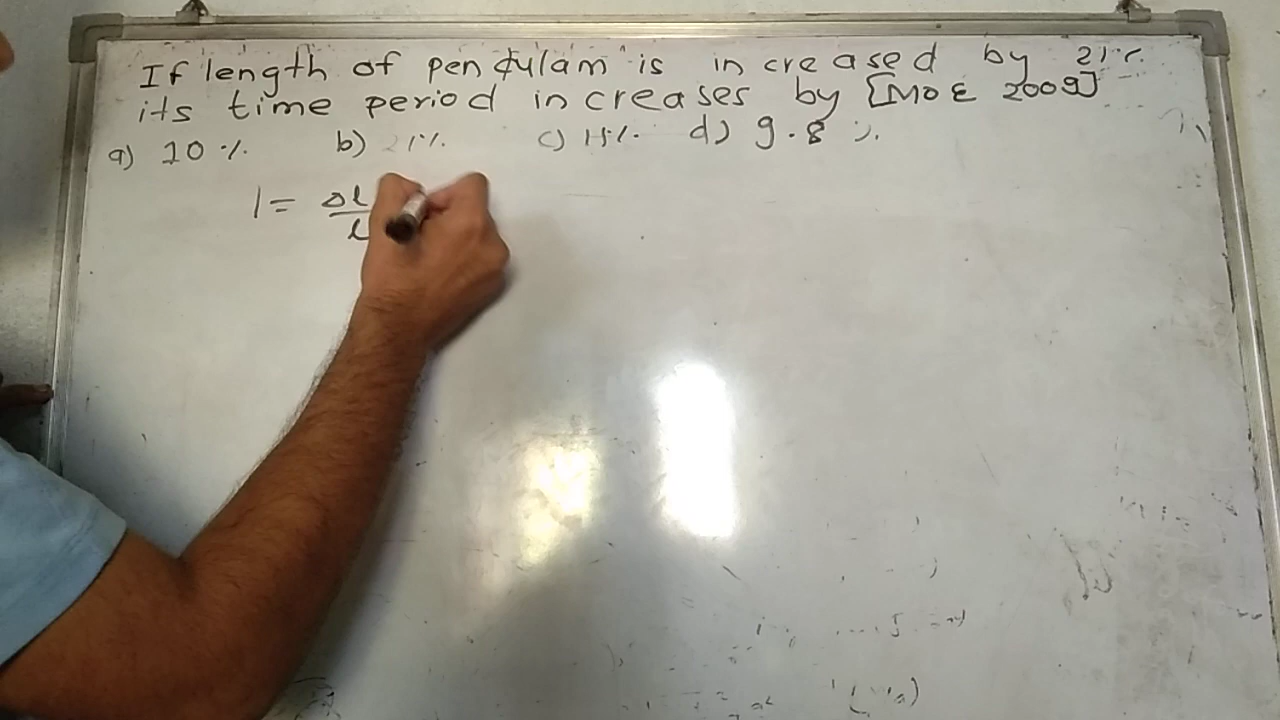 If length of pendulam is increased by 21%
its time period increases by [MOE 2009]
a) 10 % b) 21% c) 11% d) 9.8 %
l = Δl
l